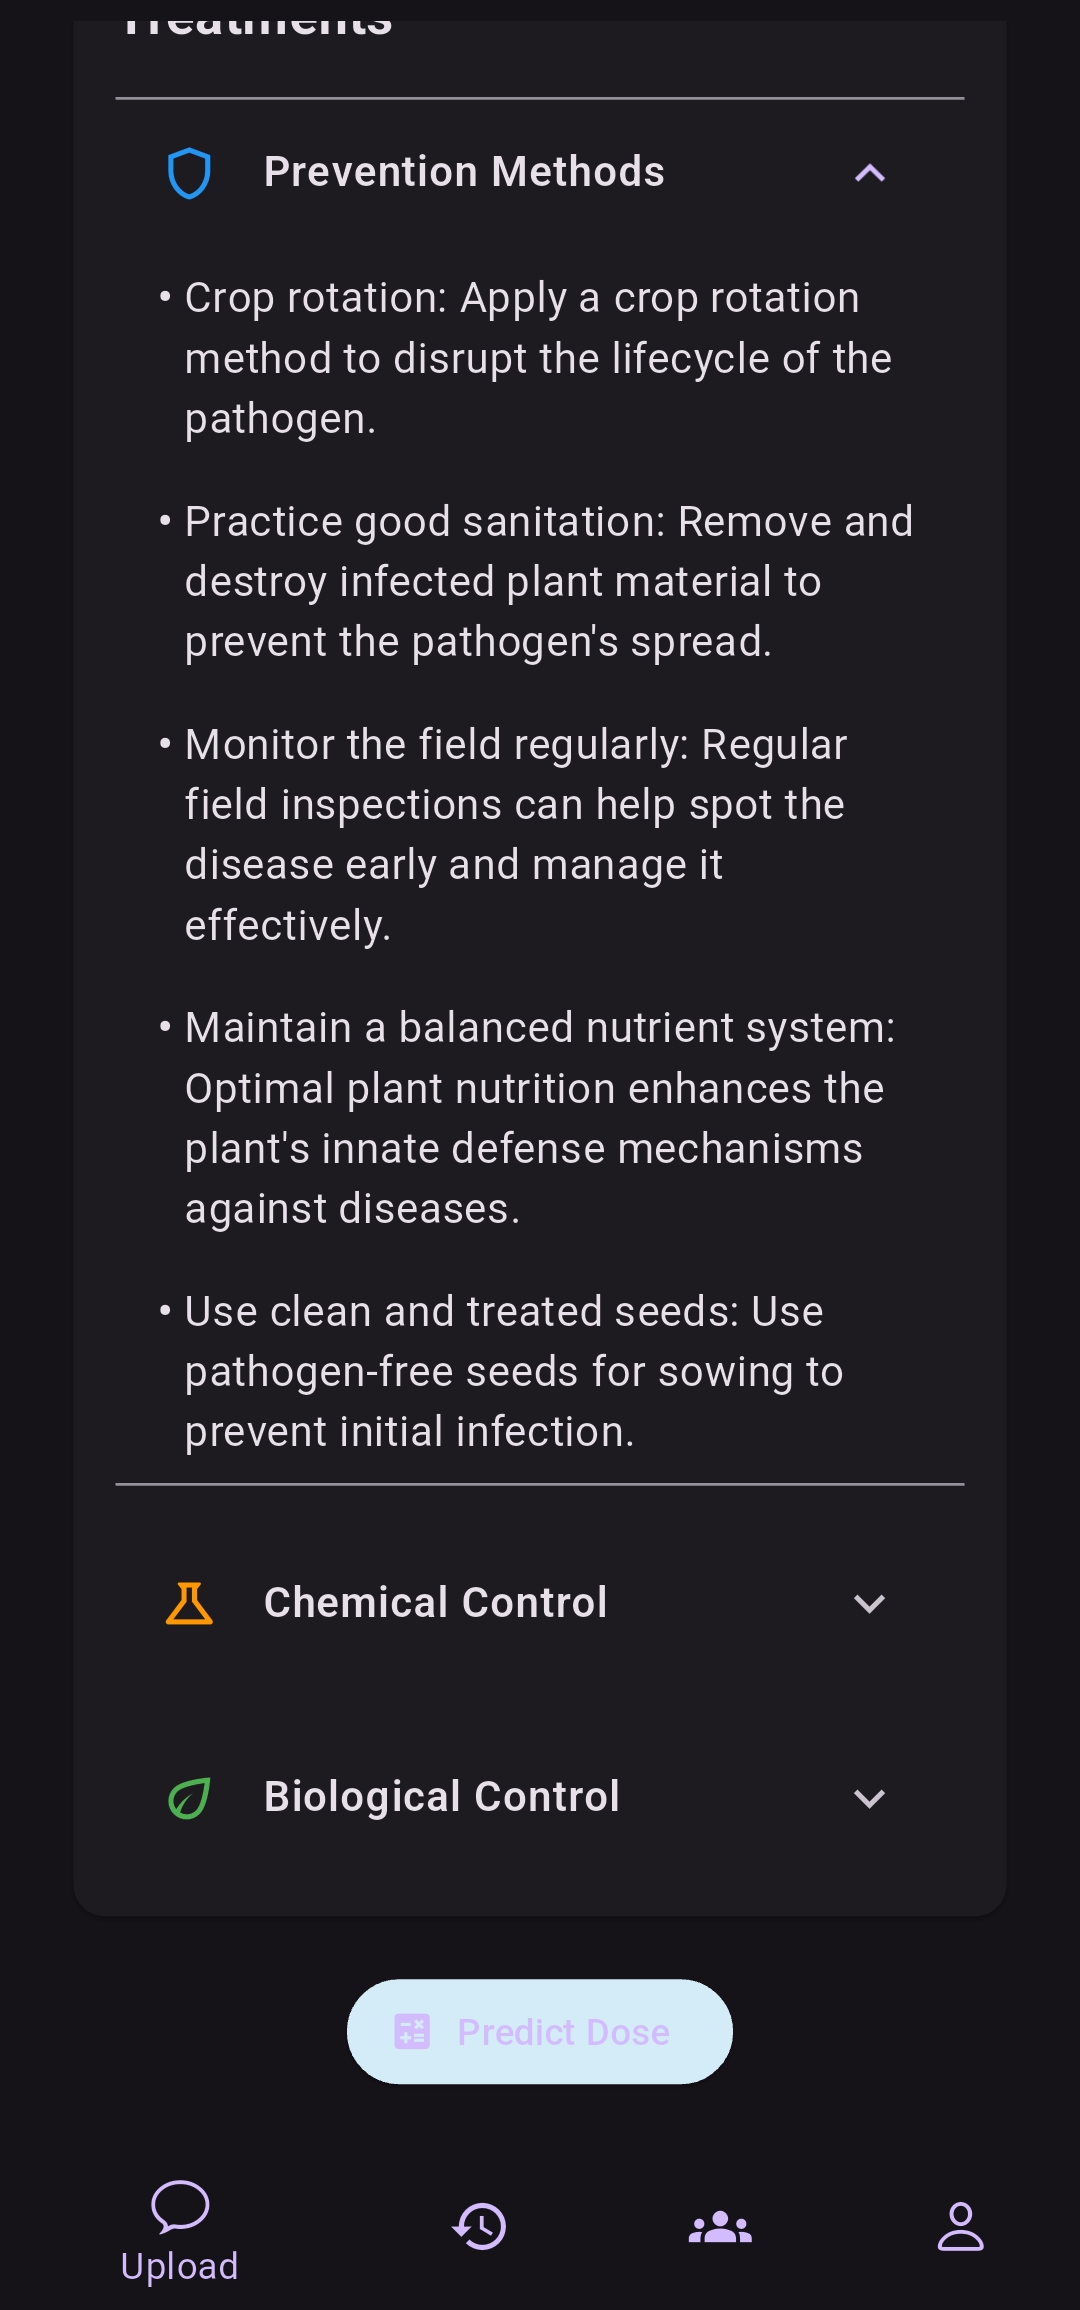 Treatments
Prevention Methods
• Crop rotation: Apply a crop rotation
method to disrupt the lifecycle of the
pathogen.
• Practice good sanitation: Remove and
destroy infected plant material to
prevent the pathogen's spread.
• Monitor the field regularly: Regular
field inspections can help spot the
disease early and manage it
effectively.
• Maintain a balanced nutrient system:
Optimal plant nutrition enhances the
plant's innate defense mechanisms
against diseases.
• Use clean and treated seeds: Use
pathogen-free seeds for sowing to
prevent initial infection.
Chemical Control
Biological Control
Predict Dose
Upload